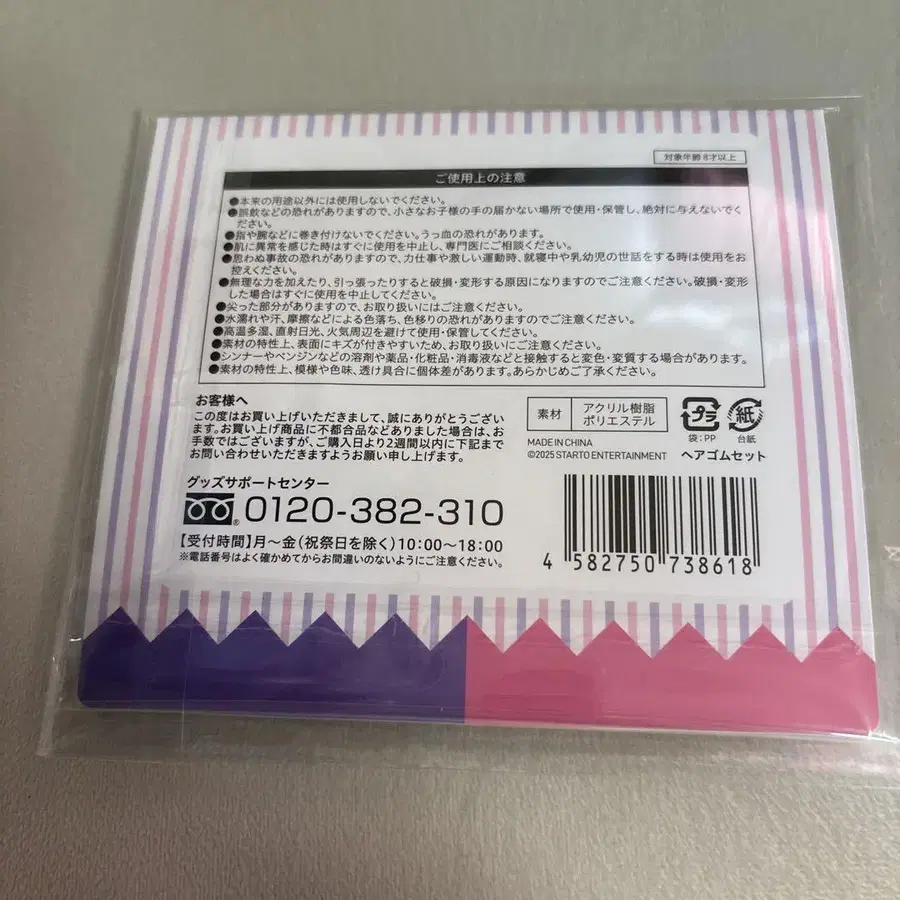 対象年齢8才以上
ご使用上の注意
●本来の用途以外には使用しないでください。
●誤飲などの恐れがありますので、小さなお子様の手の届かない場所で使用・保管し、絶対に与えないでく
ださい。
●指や腕などに巻き付けないでください。うっ血の恐れがあります。
●肌に異常を感じた時はすぐに使用を中止し、専門医にご相談ください。
●思わぬ事故の恐れがありますので、力仕事や激しい運動時、就寝中や乳幼児の世話をする時は使用をお
控えください。
●無理な力を加えたり、引っ張ったりすると破損・変形する原因になりますのでご注意ください。破損・変形
した場合はすぐに使用を中止してください。
●尖った部分がありますので、お取り扱いにはご注意ください。
●水濡れや汗、摩擦などによる色落ち、色移りの恐れがありますのでご注意ください。
●高温多湿、直射日光、火気周辺を避けて使用・保管してください。
●素材の特性上、表面にキズが付きやすいため、お取り扱いにご注意ください。
●シンナーやベンジンなどの溶剤や薬品・化粧品・消毒液などと接触すると変色・変質する場合があります。
●素材の特性上、模様や色味、透け具合に個体差があります。あらかじめご了承ください。
お客様へ
この度はお買い上げいただきまして、誠にありがとうござい
ます。お買い上げ商品に不都合品などありました場合は、お
手数ではございますが、ご購入日より2週間以内に下記まで
お問い合わせいただきますようお願い申し上げます。
グッズサポートセンター
0120-382-310
【受付時間】月〜金(祝祭日を除く)10:00〜18:00
※電話番号はよく確かめてからお間違いのないようにご注意ください。
素材
アクリル樹脂
ポリエステル
プラ
袋:PP
紙
台紙
MADE IN CHINA
©2025 STARTO ENTERTAINMENT
ヘアゴムセット
4 582750 738618